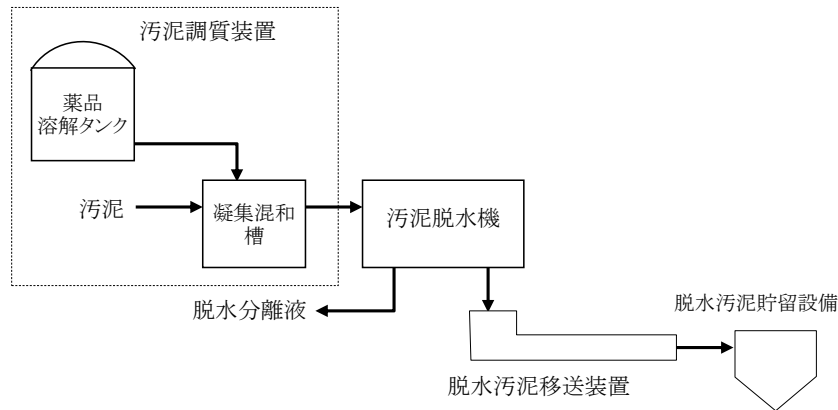 汚泥調質装置
薬品
溶解タンク
汚泥
凝集混和
槽
汚泥脱水機
脱水分離液
脱水汚泥貯留設備
脱水汚泥移送装置